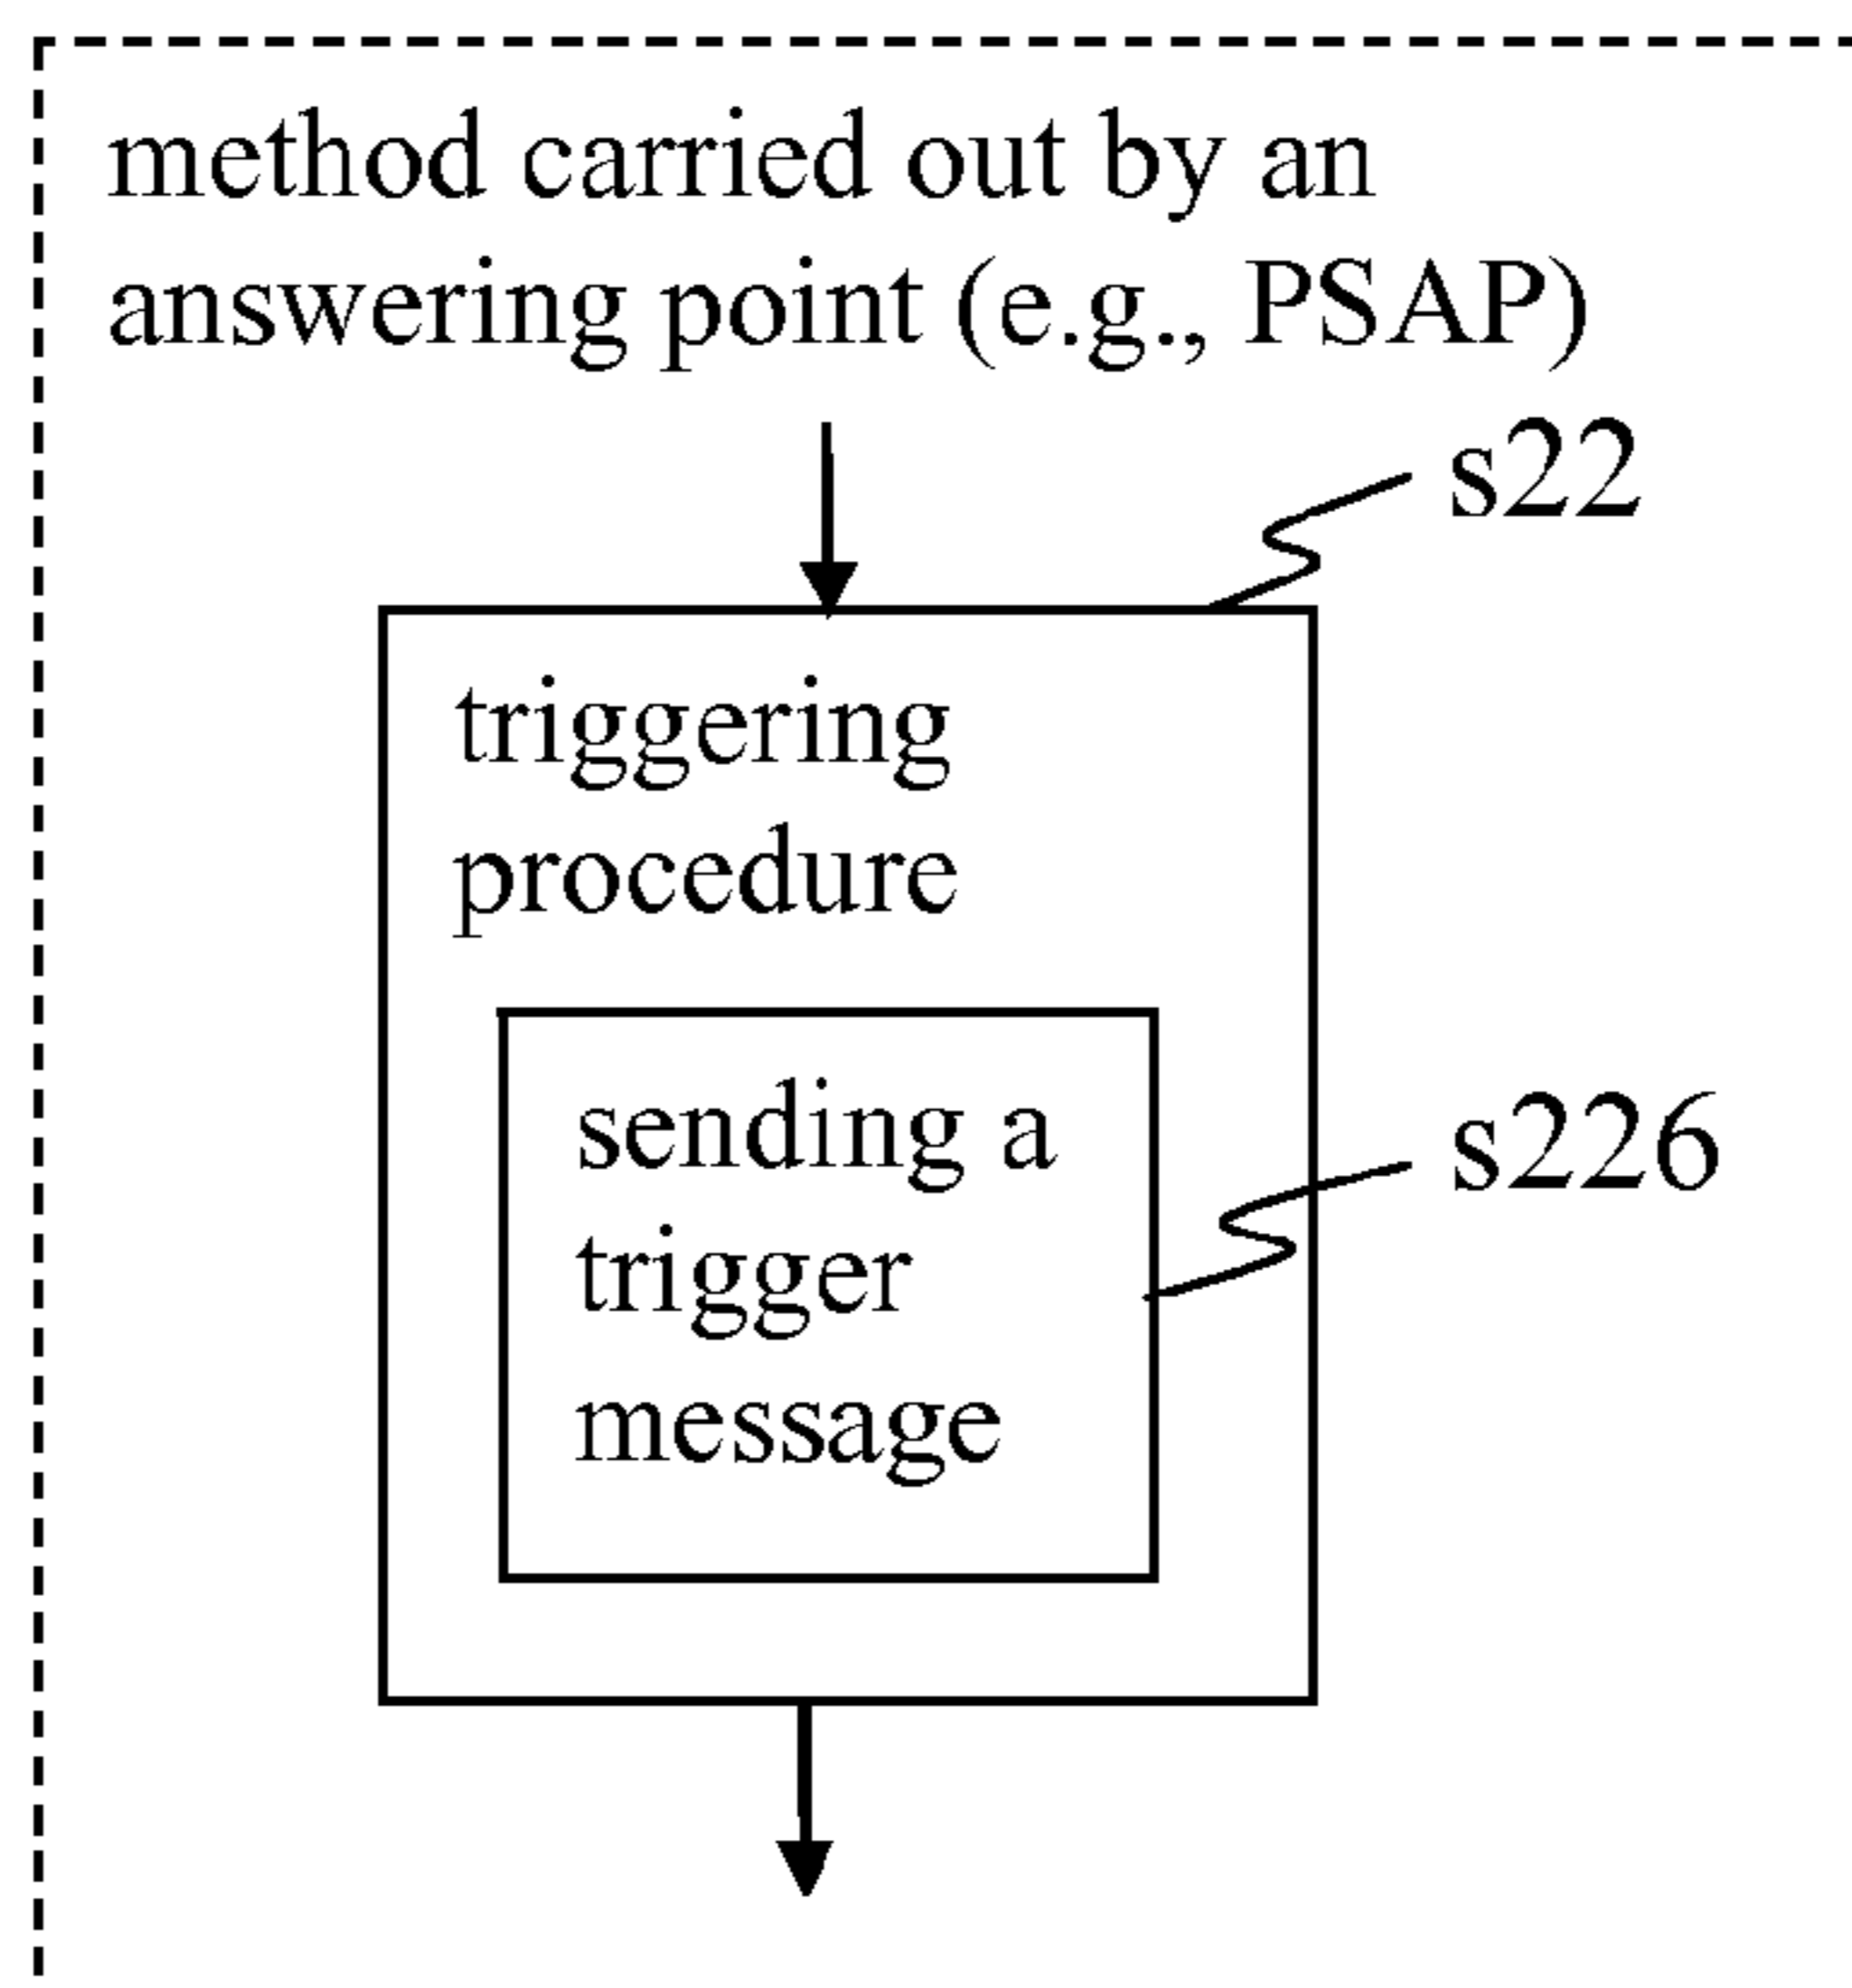 method carried out by an
answering point (e.g., PSAP)
s22
triggering
procedure
sending a
trigger
message
s226